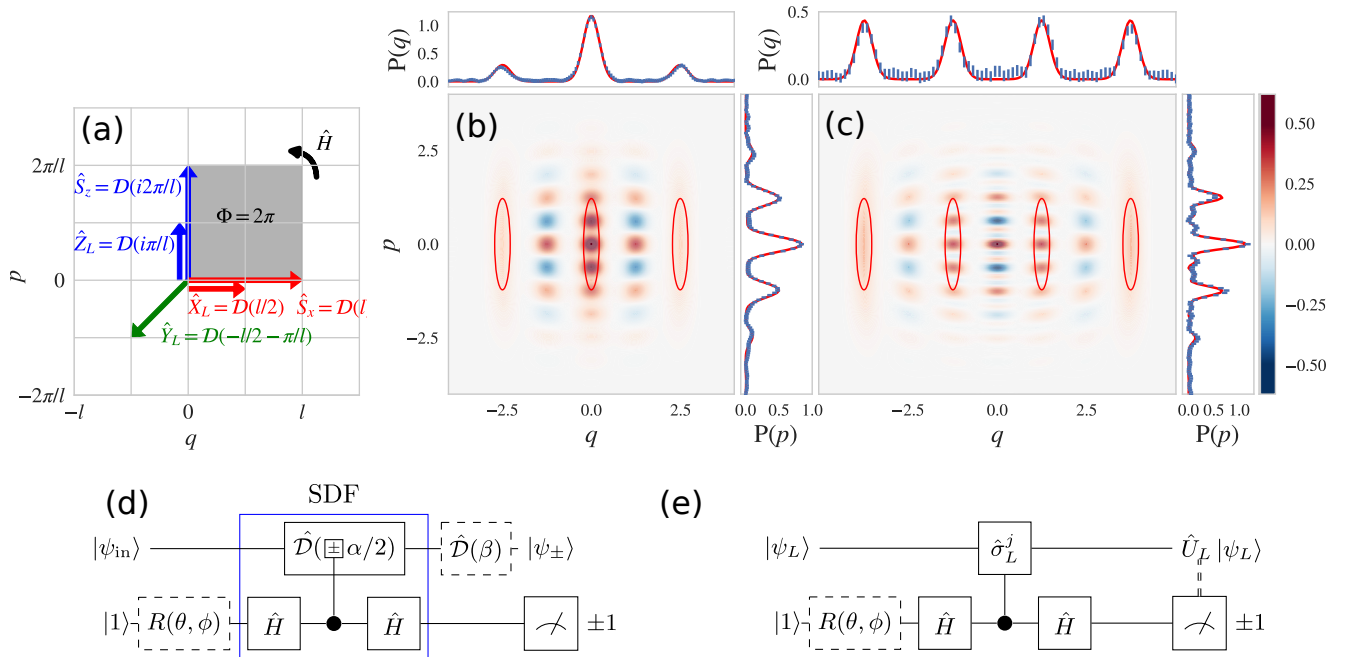 (a)
Ĥ
2π/l
Ŝ_z = 𝒟(i2π/l)
Φ = 2π
Ẑ_L = 𝒟(iπ/l)
p
0
X̂_L = 𝒟(l/2) Ŝ_x = 𝒟(l
Ŷ_L = 𝒟(−l/2 − π/l)
−2π/l
−l 0 l
q
P(q)
1.0
0.5
0.0
(b)
p
2.5
0.0
−2.5
−2.5 0.0 2.5
q
0.0 0.5 1.0
P(p)
P(q)
0.5
0.0
(c)
−2.5 0.0 2.5
q
0.0 0.5 1.0
P(p)
0.50
0.25
0.00
−0.25
−0.50
(d)
SDF
|ψ_in⟩ 𝒟̂(±α/2) 𝒟̂(β) |ψ_±⟩
|1⟩ R(θ, ϕ) Ĥ Ĥ ±1
(e)
|ψ_L⟩ σ̂_L^j Û_L |ψ_L⟩
|1⟩ R(θ, ϕ) Ĥ Ĥ ±1